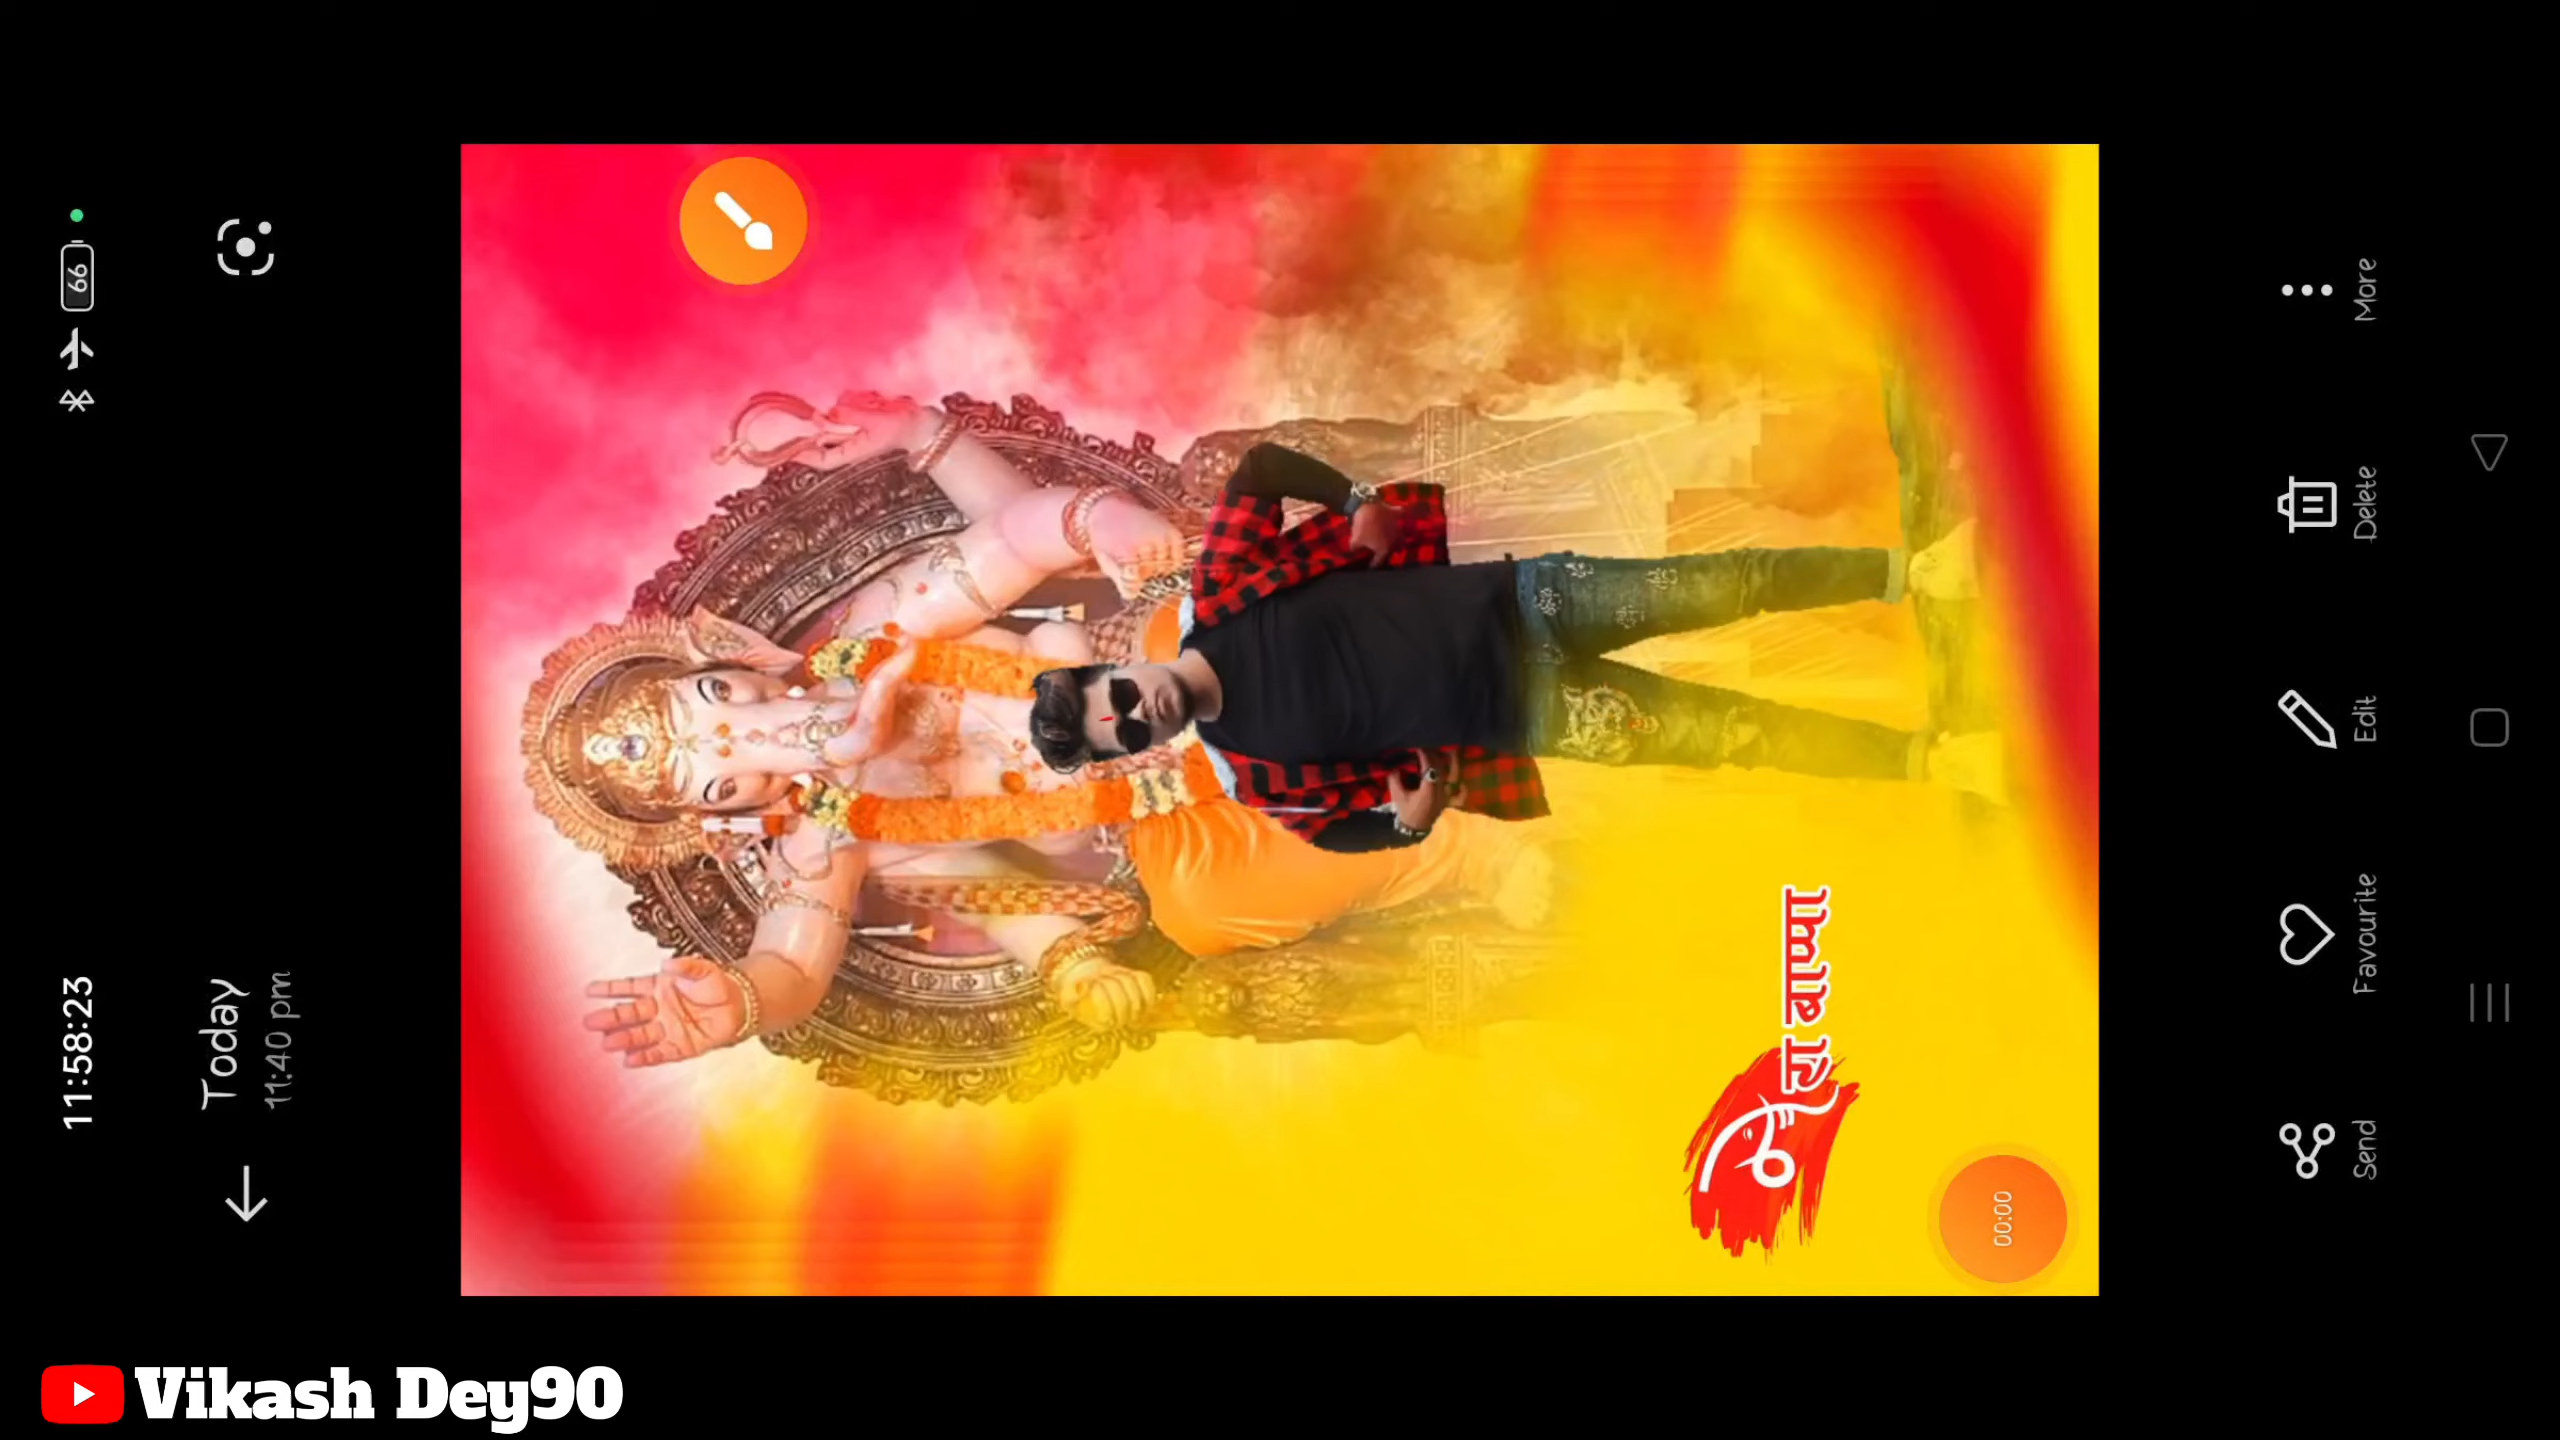 11:58:23
Today
11:40 pm
हा बाप्पा
00:00
Send
Favourite
Edit
Delete
More
Vikash Dey90